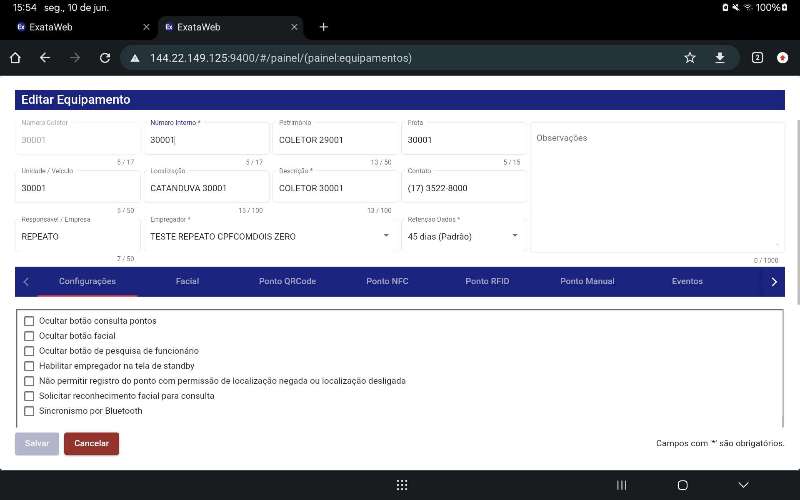 15:54 seg., 10 de jun. 100%
Ex ExataWeb
Ex ExataWeb
144.22.149.125:9400/#/painel/(painel:equipamentos)
2
Editar Equipamento
Número Coletor
30001
5 / 17
Número Interno *
30001
5 / 17
Patrimônio
COLETOR 29001
13 / 50
Frota
30001
5 / 15
Observações
0 / 1000
Unidade / Veículo
30001
5 / 50
Localização
CATANDUVA 30001
15 / 100
Descrição *
COLETOR 30001
13 / 100
Contato
(17) 3522-8000
Responsável / Empresa
REPEATO
7 / 50
Empregador *
TESTE REPEATO CPFCOMDOIS ZERO
Retenção Dados *
45 dias (Padrão)
Configurações Facial Ponto QRCode Ponto NFC Ponto RFID Ponto Manual Eventos
Ocultar botão consulta pontos
Ocultar botão facial
Ocultar botão de pesquisa de funcionário
Habilitar empregador na tela de standby
Não permitir registro do ponto com permissão de localização negada ou localização desligada
Solicitar reconhecimento facial para consulta
Sincronismo por Bluetooth
Salvar Cancelar Campos com '*' são obrigatórios.